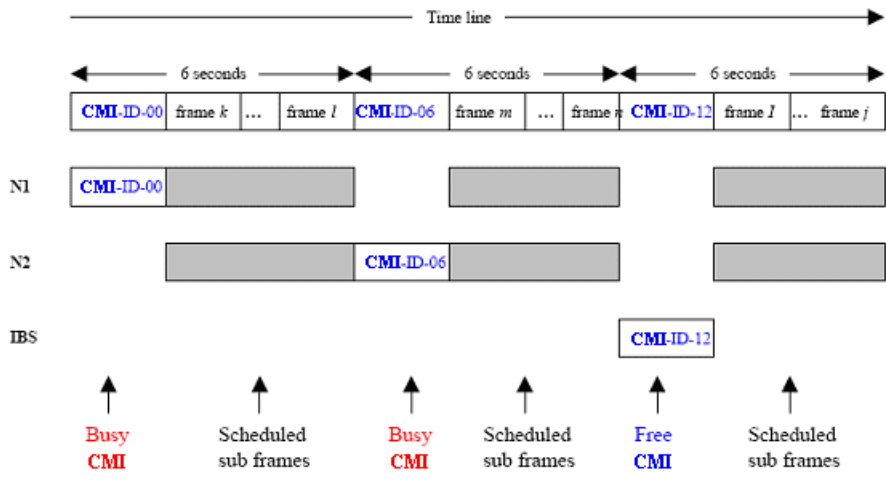 Time line
6 seconds 6 seconds 6 seconds
CMI-ID-00 frame k ... frame l CMI-ID-06 frame m ... frame n CMI-ID-12 frame 1 ... frame j
N1 CMI-ID-00
N2 CMI-ID-06
IBS CMI-ID-12
Busy Scheduled Busy Scheduled Free Scheduled
CMI sub frames CMI sub frames CMI sub frames